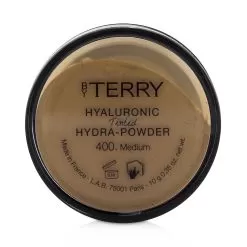 BY TERRY
HYALURONIC
Tinted
HYDRA-POWDER
400. Medium
Made in France - L.A.B. 75001 Paris - 10 g 0.35 oz. net wt.